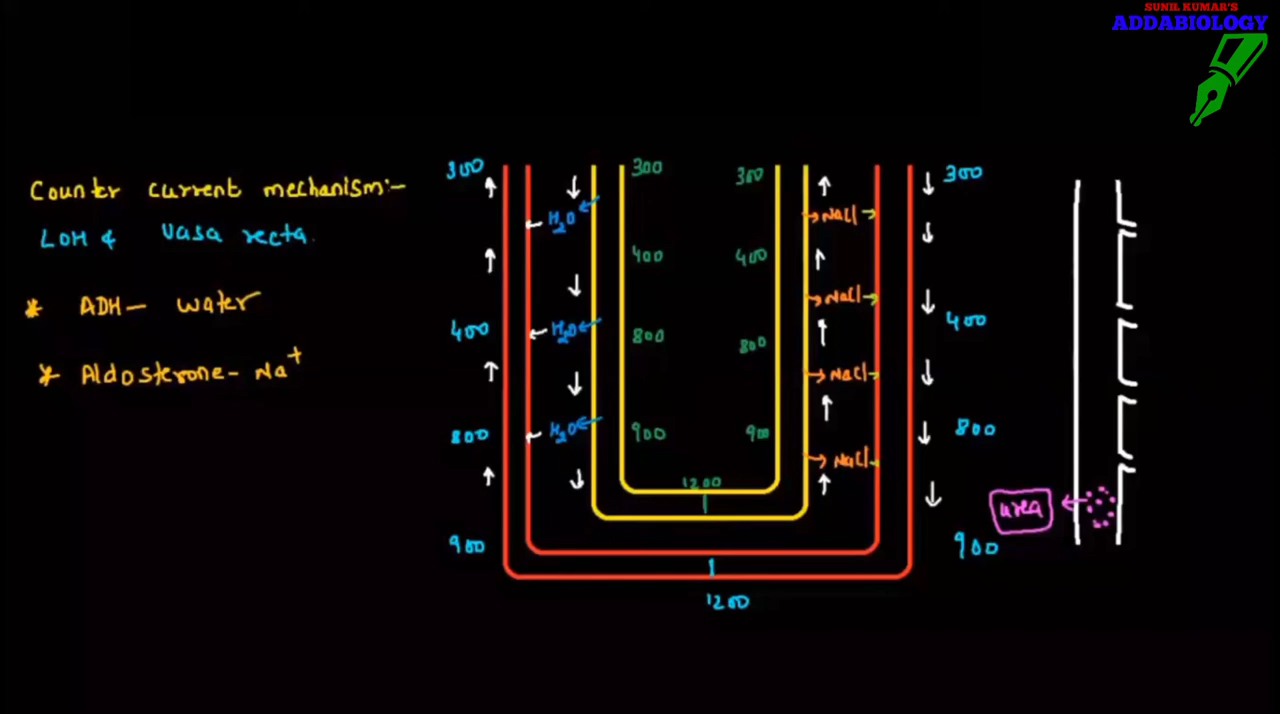 SUNIL KUMAR'S
ADDABIOLOGY
Counter current mechanism:-
LOH & Vasa recta.
* ADH- water
* Aldosterone- Na+
300
400
800
900
H2O
H2O
H2O
300
400
800
900
300
400
800
900
1200
1200
NaCl
NaCl
NaCl
NaCl
300
400
800
900
urea